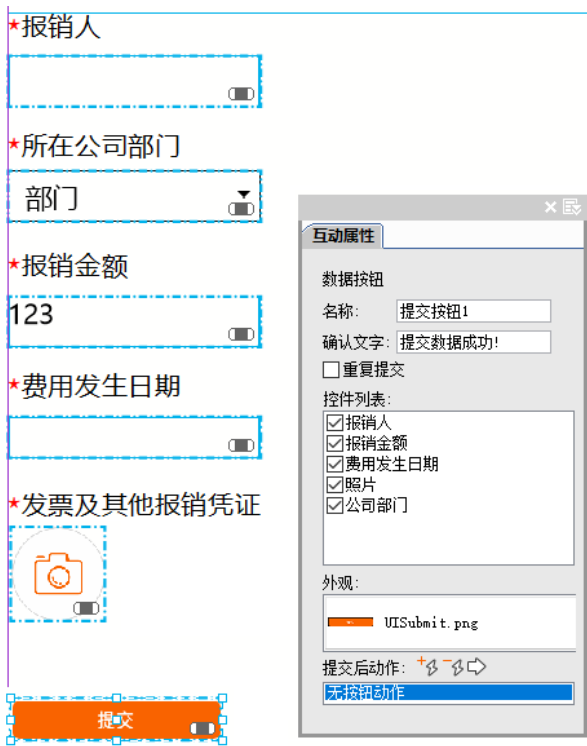 *报销人
*所在公司部门
部门
*报销金额
123
*费用发生日期
*发票及其他报销凭证
提交
互动属性
数据按钮
名称: 提交按钮1
确认文字: 提交数据成功!
重复提交
控件列表:
报销人
报销金额
费用发生日期
照片
公司部门
外观:
UISubmit.png
提交后动作:
无按钮动作